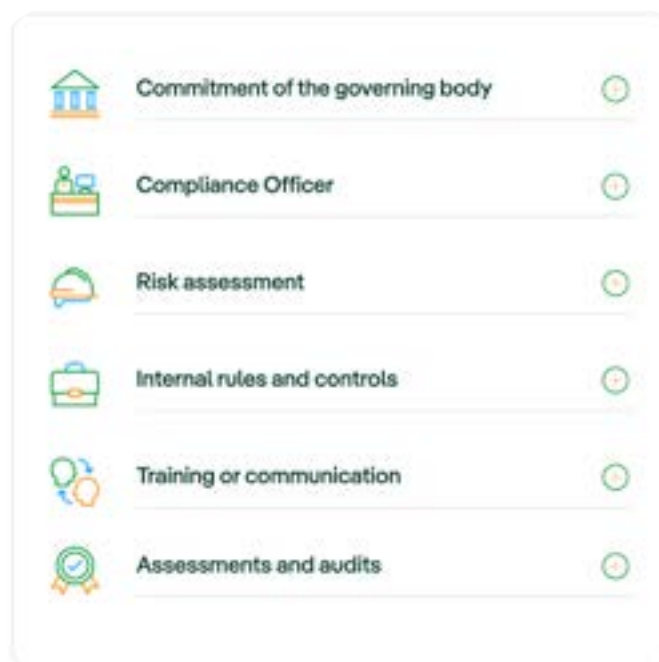 Commitment of the governing body
Compliance Officer
Risk assessment
Internal rules and controls
Training or communication
Assessments and audits